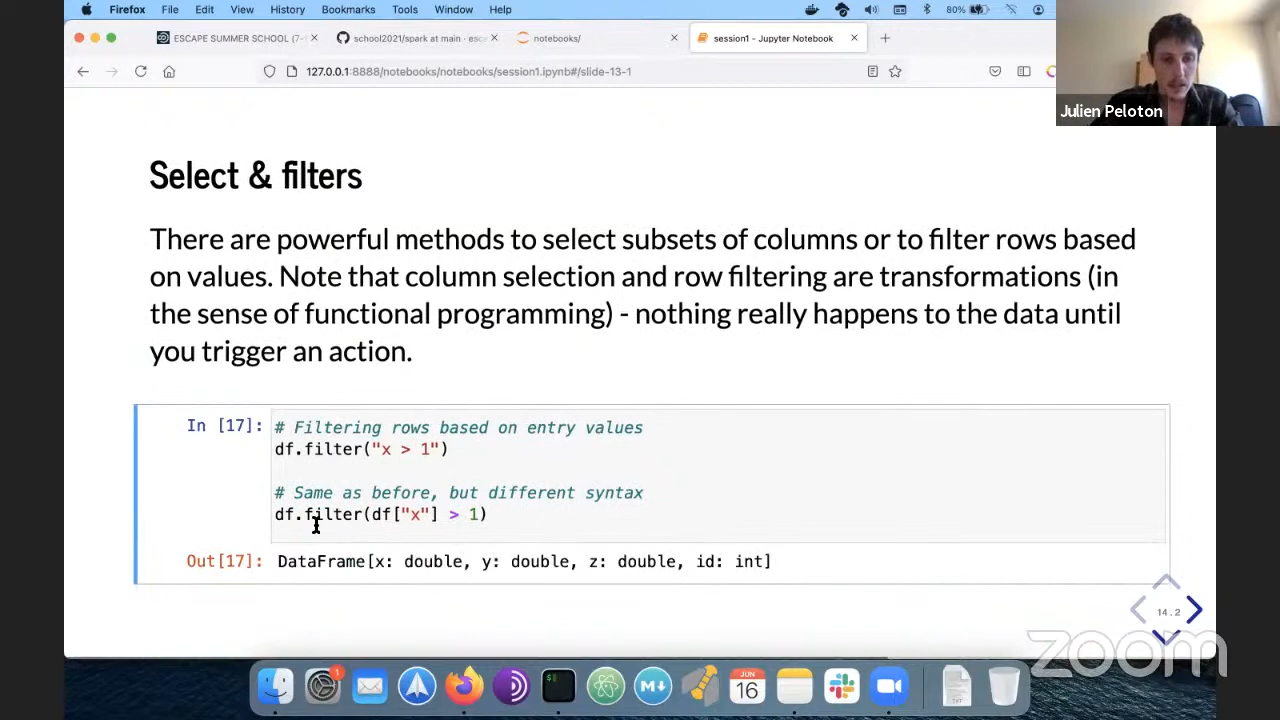 Firefox File Edit View History Bookmarks Tools Window Help
80%
ESCAPE SUMMER SCHOOL (7-
school2021/spark at main · esca
notebooks/
session1 - Jupyter Notebook
127.0.0.1:8888/notebooks/notebooks/session1.ipynb#/slide-13-1
Julien Peloton
Select & filters
There are powerful methods to select subsets of columns or to filter rows based
on values. Note that column selection and row filtering are transformations (in
the sense of functional programming) - nothing really happens to the data until
you trigger an action.
In [17]:
# Filtering rows based on entry values
df.filter("x > 1")
# Same as before, but different syntax
df.filter(df["x"] > 1)
Out[17]: DataFrame[x: double, y: double, z: double, id: int]
14.2
zoom
1
$
M
JUN
16
TXT